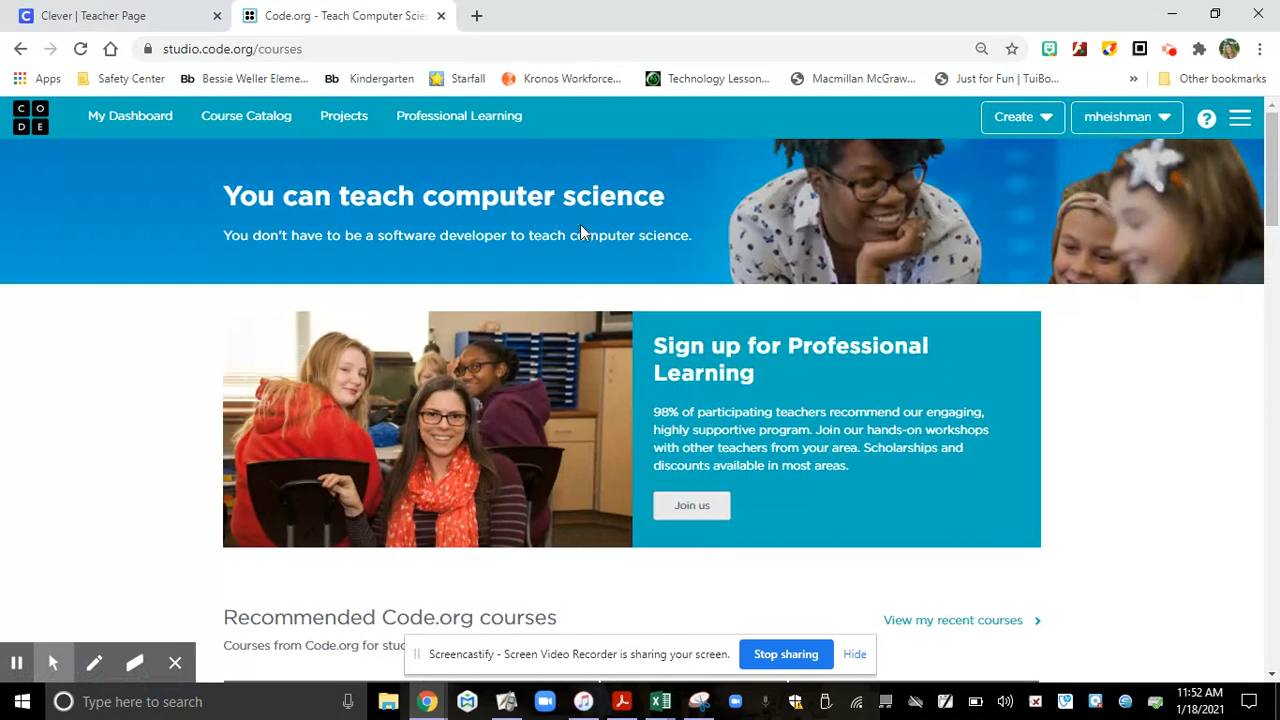 Clever | Teacher Page
Code.org - Teach Computer Scie
studio.code.org/courses
Apps
Safety Center
Bb Bessie Weller Eleme...
Bb Kindergarten
Starfall
Kronos Workforce...
Technology Lesson...
Macmillan McGraw...
Just for Fun | TuiBo...
»
Other bookmarks
C O
D E
My Dashboard
Course Catalog
Projects
Professional Learning
Create
mheishman
?
You can teach computer science
You don't have to be a software developer to teach computer science.
Sign up for Professional
Learning
98% of participating teachers recommend our engaging,
highly supportive program. Join our hands-on workshops
with other teachers from your area. Scholarships and
discounts available in most areas.
Join us
Recommended Code.org courses
View my recent courses
Courses from Code.org for stu
Screencastify - Screen Video Recorder is sharing your screen.
Stop sharing
Hide
Type here to search
11:52 AM
1/18/2021